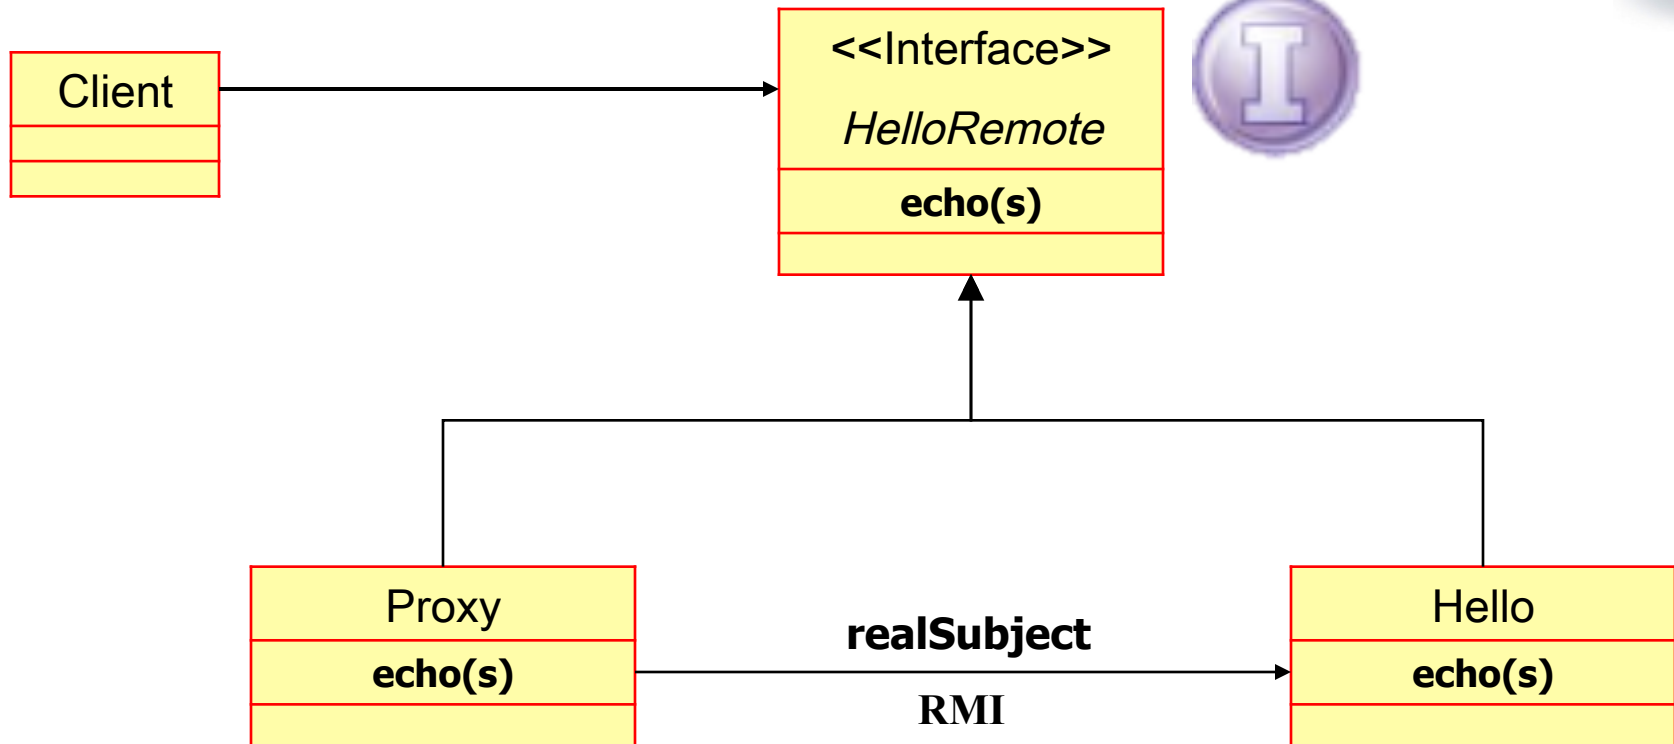 Client
<<Interface>>
HelloRemote
echo(s)
I
Proxy
echo(s)
realSubject
RMI
Hello
echo(s)